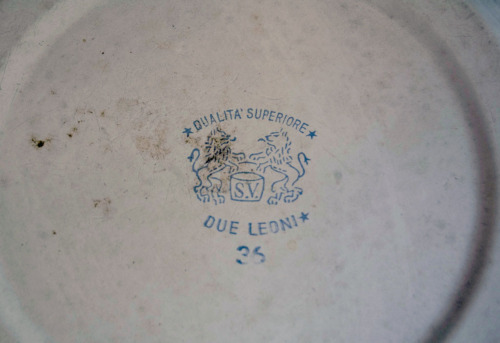 QUALITA' SUPERIORE
S.V.
DUE LEONI
36